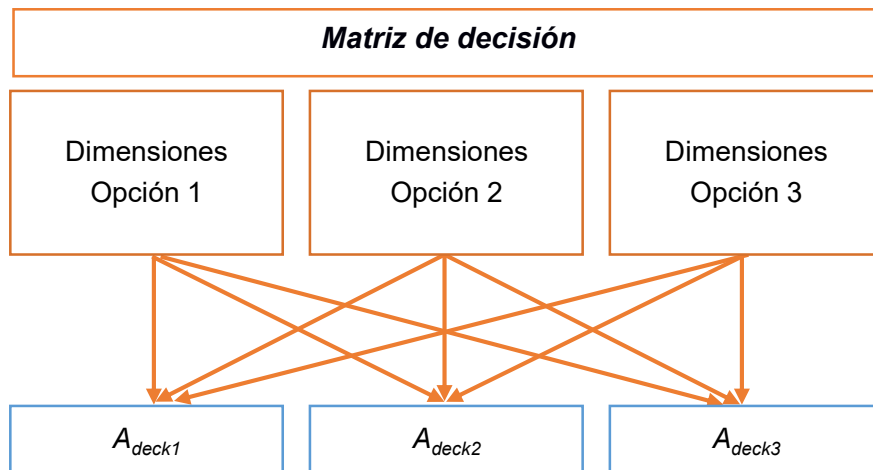 Matriz de decisión
Dimensiones
Opción 1
Dimensiones
Opción 2
Dimensiones
Opción 3
Adeck1
Adeck2
Adeck3